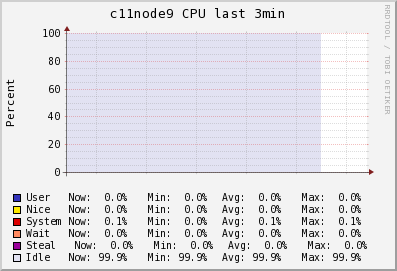 c11node9 CPU last 3min
RRDTOOL / TOBI OETIKER
Percent
100
80
60
40
20
0
User Now: 0.0% Min: 0.0% Avg: 0.0% Max: 0.0%
Nice Now: 0.0% Min: 0.0% Avg: 0.0% Max: 0.0%
System Now: 0.1% Min: 0.0% Avg: 0.1% Max: 0.1%
Wait Now: 0.0% Min: 0.0% Avg: 0.0% Max: 0.0%
Steal Now: 0.0% Min: 0.0% Avg: 0.0% Max: 0.0%
Idle Now: 99.9% Min: 99.9% Avg: 99.9% Max: 99.9%